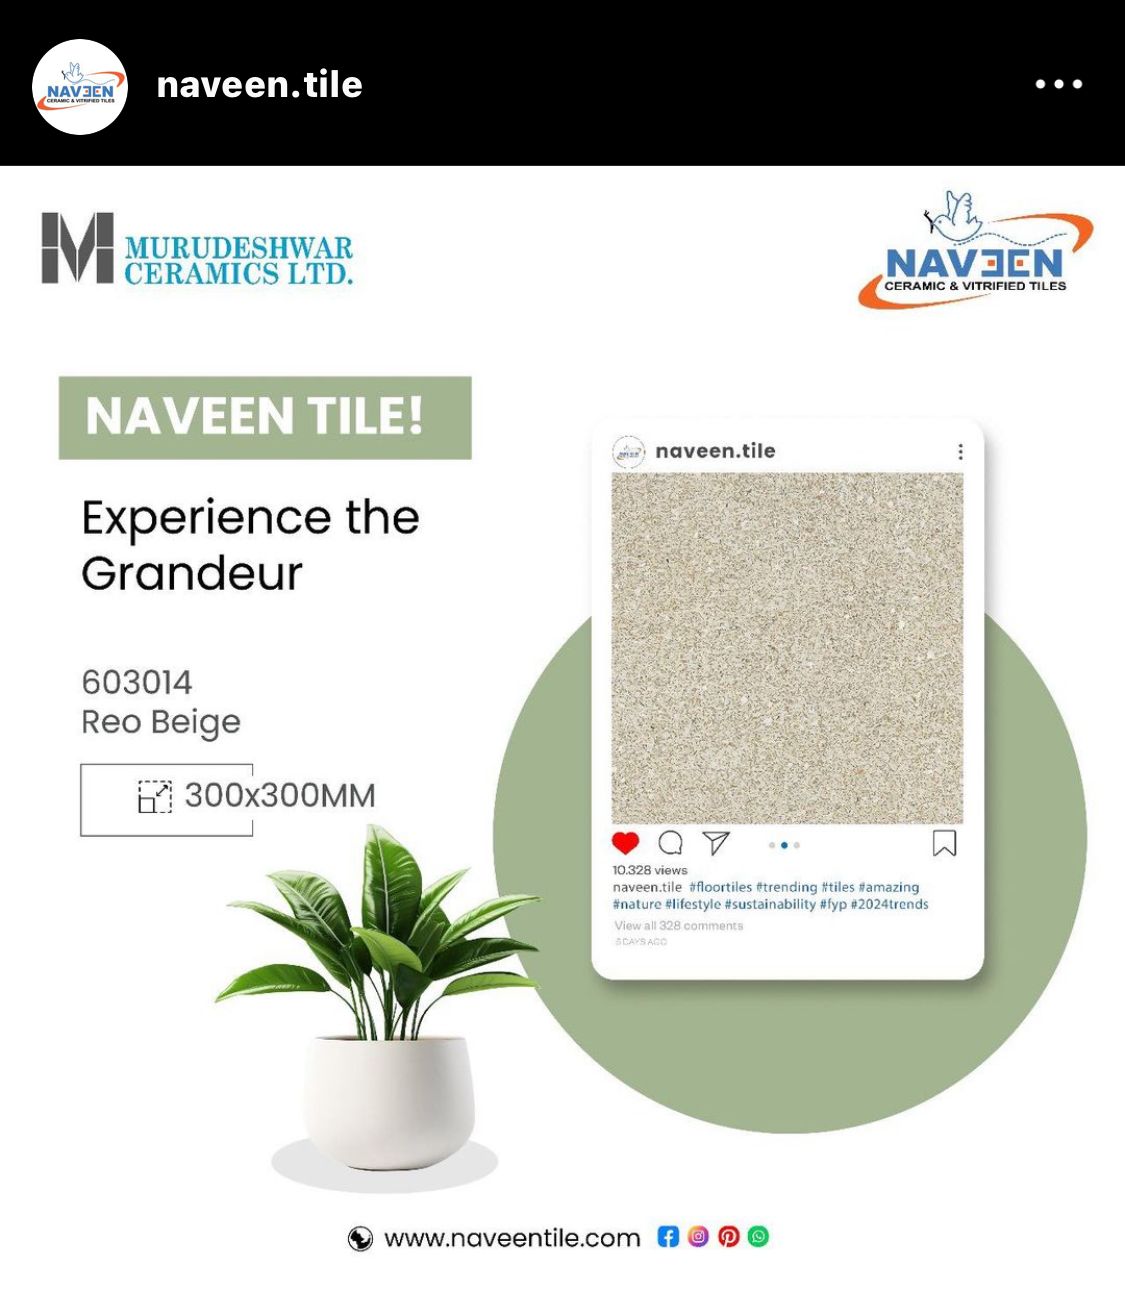 NAVEEN
CERAMIC & VITRIFIED TILES
naveen.tile
MURUDESHWAR
CERAMICS LTD.
NAVEEN
CERAMIC & VITRIFIED TILES
NAVEEN TILE!
Experience the
Grandeur
603014
Reo Beige
300x300MM
naveen.tile
10.328 views
naveen.tile #floortiles #trending #tiles #amazing
#nature #lifestyle #sustainability #fyp #2024trends
View all 328 comments
DAYS AGO
www.naveentile.com